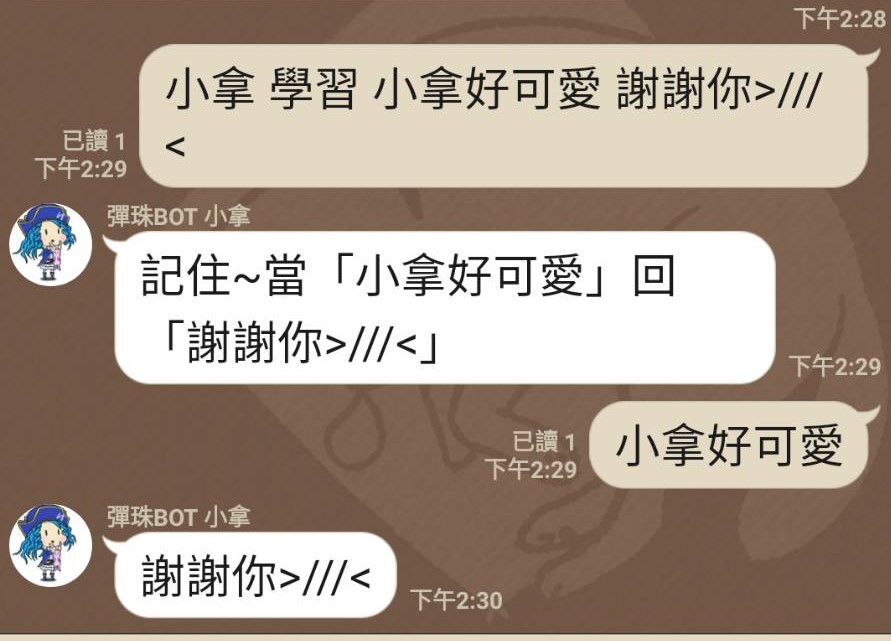 下午2:28
小拿 學習 小拿好可愛 謝謝你>///
<
已讀 1
下午2:29
彈珠BOT 小拿
記住~當「小拿好可愛」回
「謝謝你>///<」
下午2:29
小拿好可愛
已讀 1
下午2:29
彈珠BOT 小拿
謝謝你>///<
下午2:30